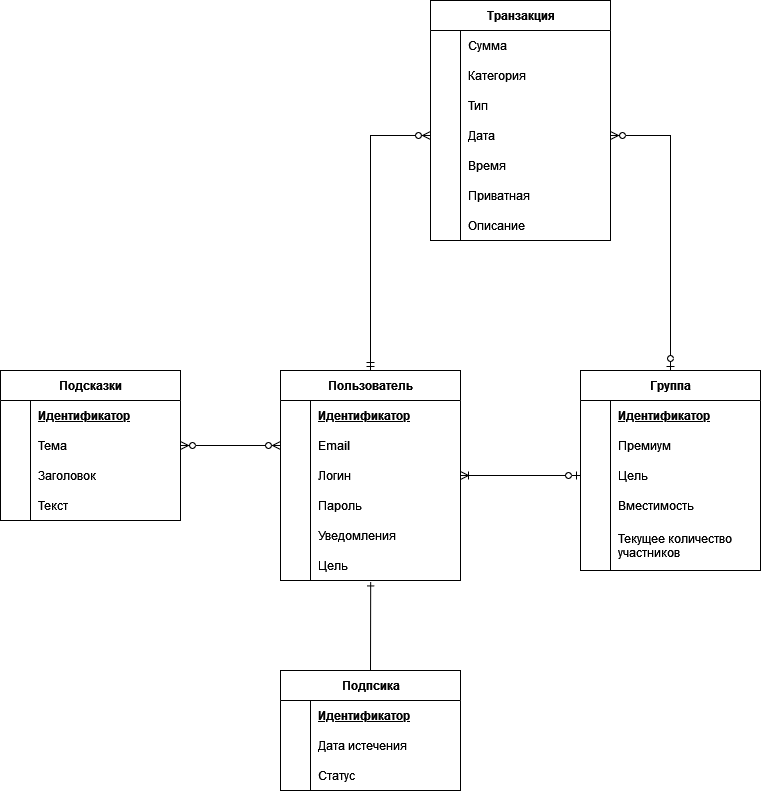 Транзакция
Сумма
Категория
Тип
Дата
Время
Приватная
Описание
Подсказки
Идентификатор
Тема
Заголовок
Текст
Пользователь
Идентификатор
Email
Логин
Пароль
Уведомления
Цель
Группа
Идентификатор
Премиум
Цель
Вместимость
Текущее количество
участников
Подпсика
Идентификатор
Дата истечения
Статус